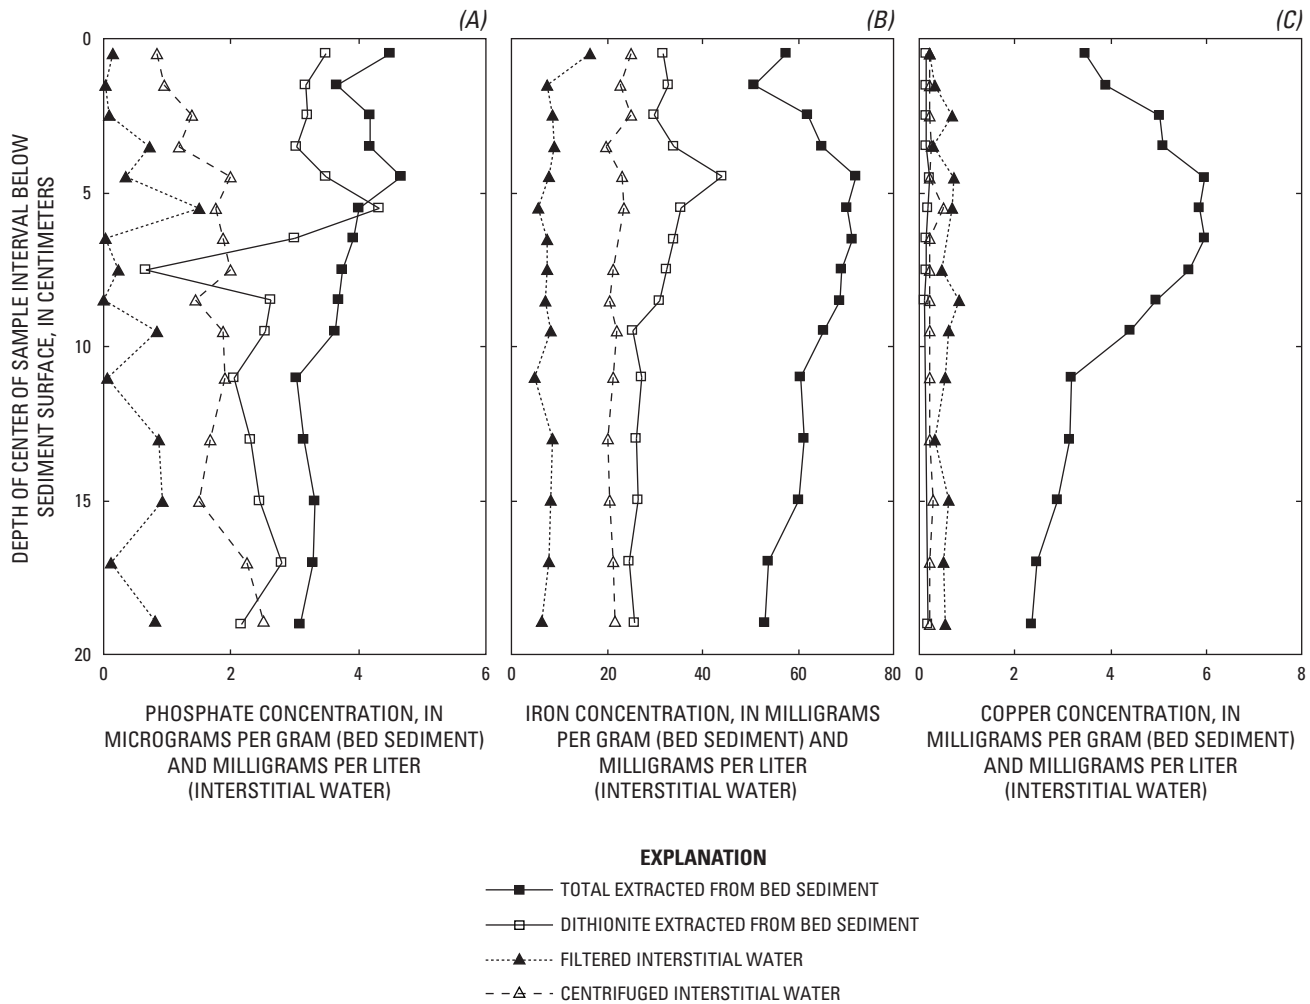 (A)
(B)
(C)
0
5
10
15
20
DEPTH OF CENTER OF SAMPLE INTERVAL BELOW
SEDIMENT SURFACE, IN CENTIMETERS
0 2 4 6
0 20 40 60 80
0 2 4 6 8
PHOSPHATE CONCENTRATION, IN
MICROGRAMS PER GRAM (BED SEDIMENT)
AND MILLIGRAMS PER LITER
(INTERSTITIAL WATER)
IRON CONCENTRATION, IN MILLIGRAMS
PER GRAM (BED SEDIMENT) AND
MILLIGRAMS PER LITER
(INTERSTITIAL WATER)
COPPER CONCENTRATION, IN
MILLIGRAMS PER GRAM (BED SEDIMENT)
AND MILLIGRAMS PER LITER
(INTERSTITIAL WATER)
EXPLANATION
TOTAL EXTRACTED FROM BED SEDIMENT
DITHIONITE EXTRACTED FROM BED SEDIMENT
FILTERED INTERSTITIAL WATER
CENTRIFUGED INTERSTITIAL WATER